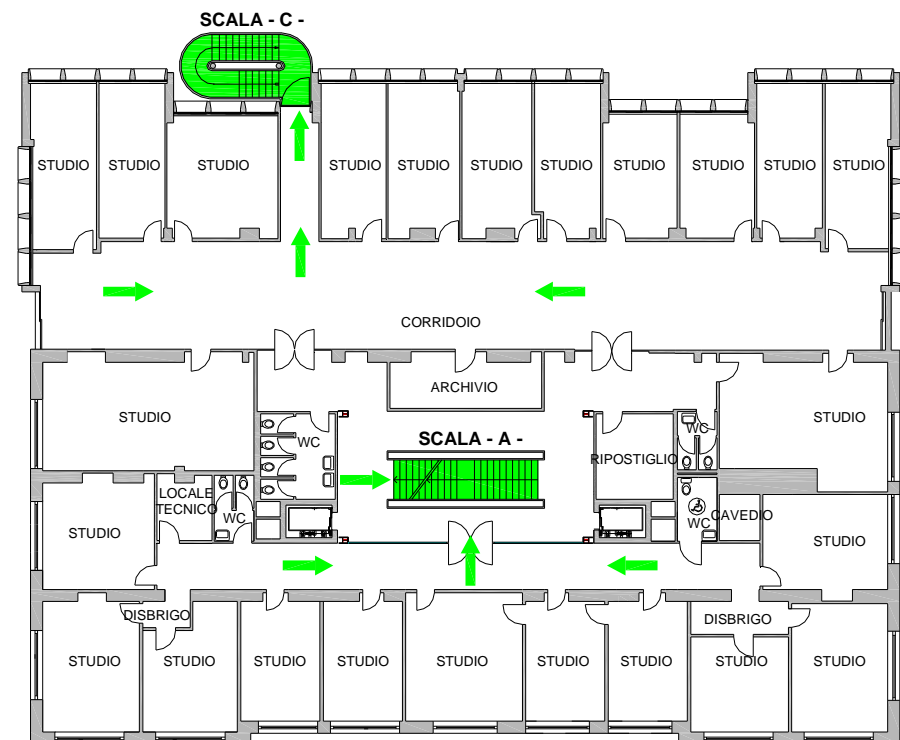 SCALA - C -
STUDIO STUDIO STUDIO STUDIO STUDIO STUDIO STUDIO STUDIO STUDIO STUDIO STUDIO
CORRIDOIO
ARCHIVIO
STUDIO STUDIO
WC
SCALA - A -
WC
RIPOSTIGLIO
LOCALE
TECNICO
WC
CAVEDIO
WC
STUDIO STUDIO
DISBRIGO DISBRIGO
STUDIO STUDIO STUDIO STUDIO STUDIO STUDIO STUDIO STUDIO STUDIO